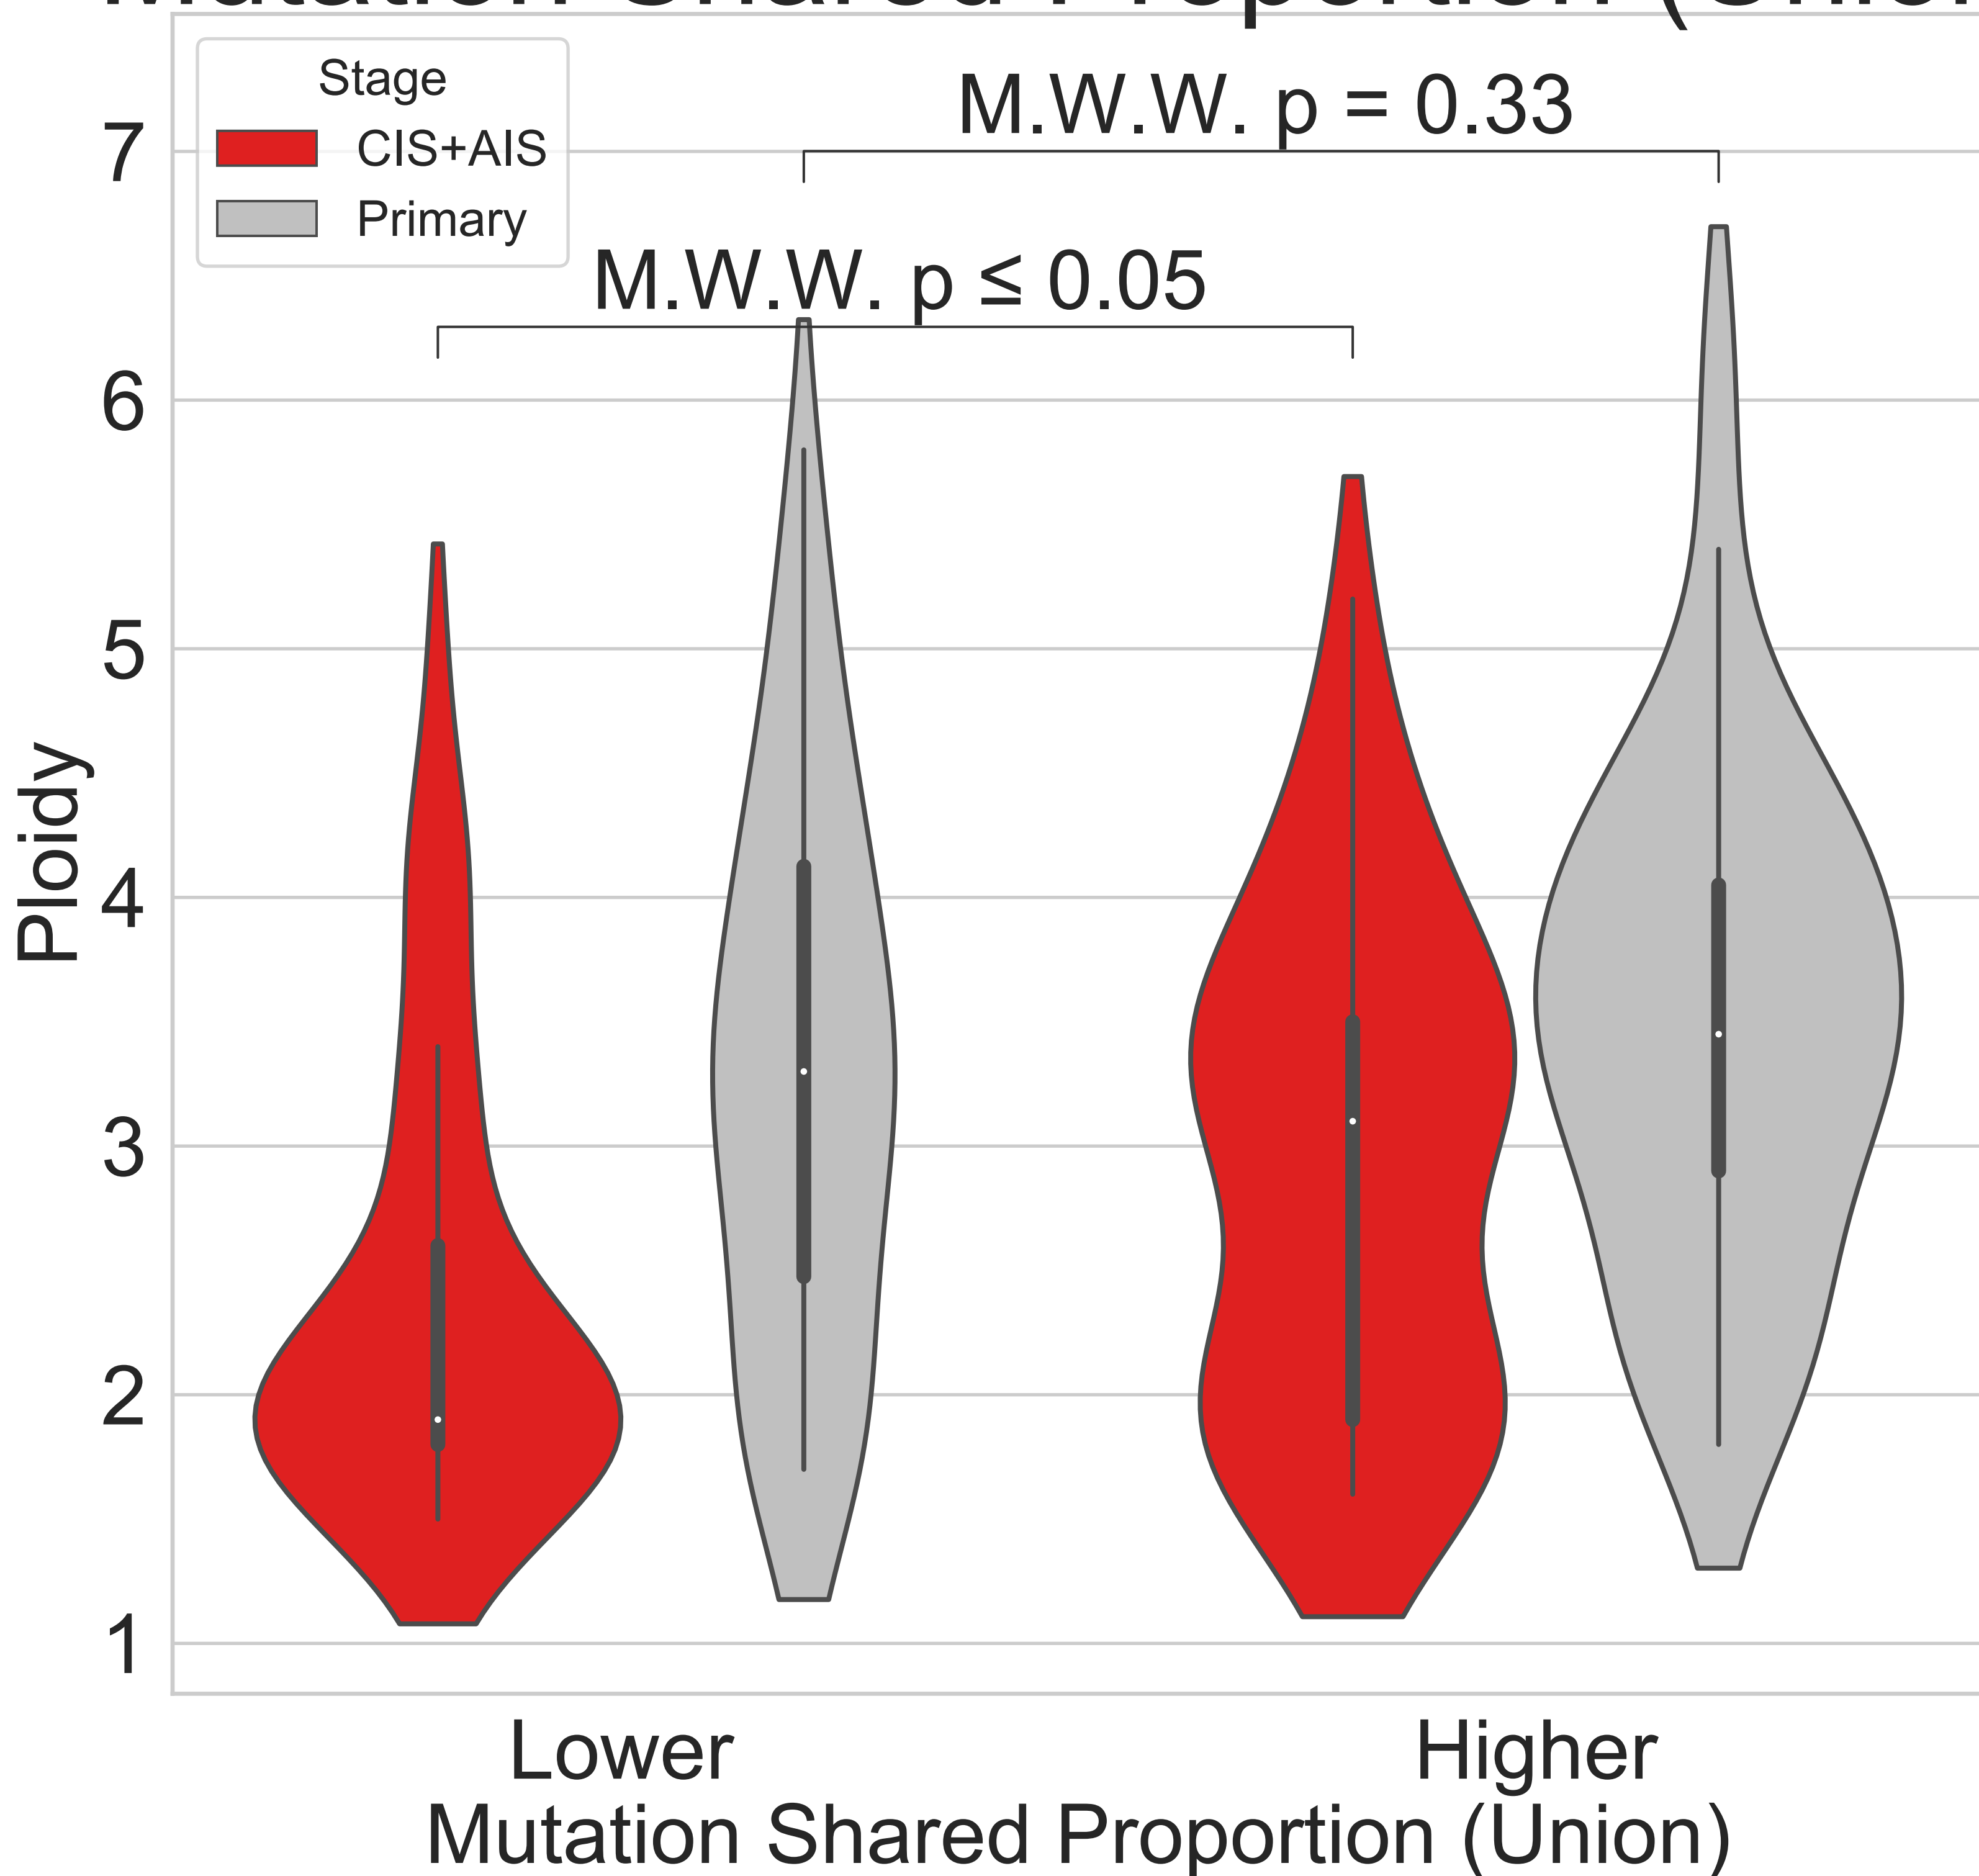 Stage
CIS+AIS
Primary
M.W.W. p = 0.33
M.W.W. p ≤ 0.05
7
6
5
4
3
2
1
Ploidy
Lower
Higher
Mutation Shared Proportion (Union)